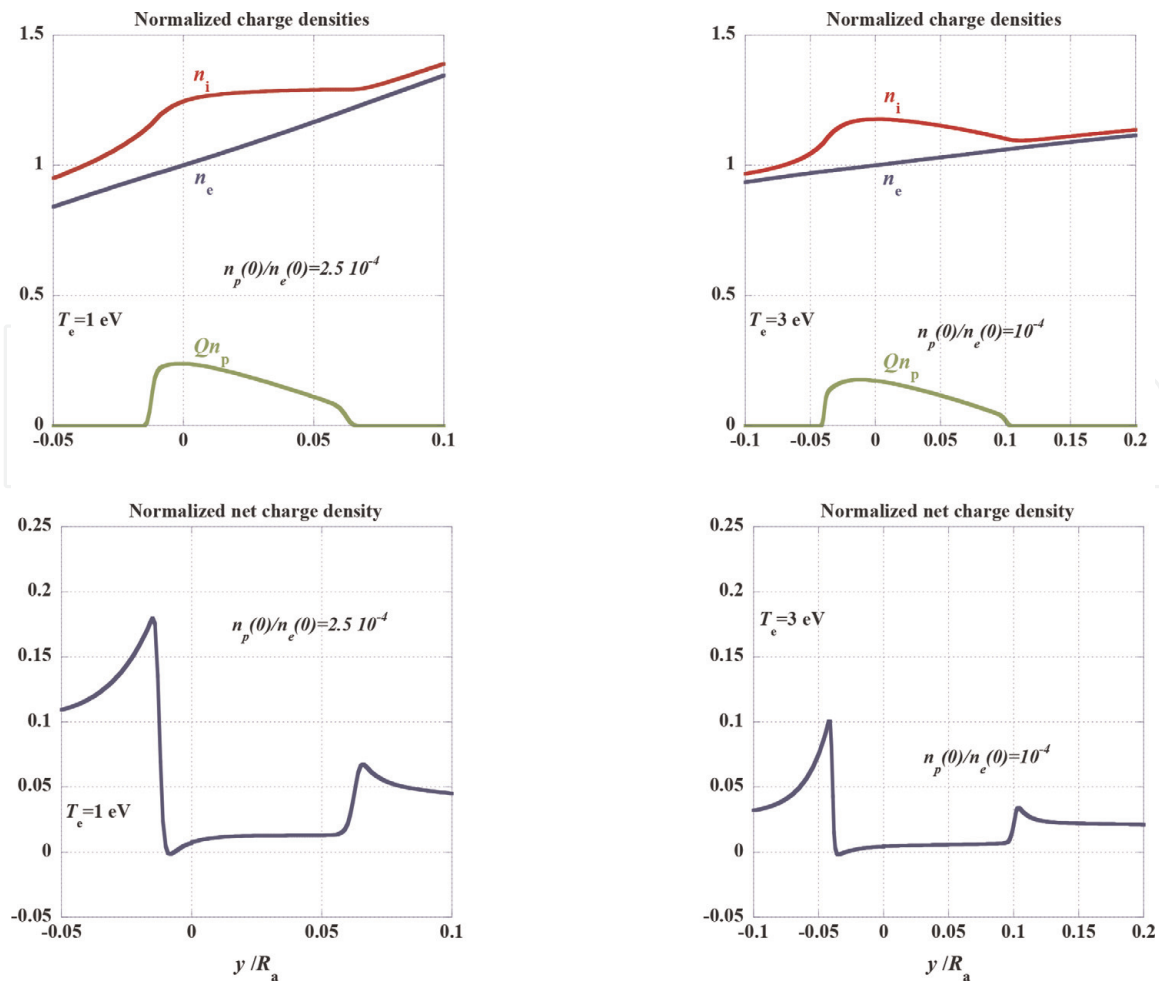 Normalized charge densities
1.5
1
0.5
0
n_i
n_e
n_p(0)/n_e(0)=2.5 10^-4
T_e=1 eV
Qn_p
-0.05
0
0.05
0.1
Normalized charge densities
1.5
1
0.5
0
n_i
n_e
T_e=3 eV
n_p(0)/n_e(0)=10^-4
Qn_p
-0.1
-0.05
0
0.05
0.1
0.15
0.2
Normalized net charge density
0.25
0.2
0.15
0.1
0.05
0
-0.05
n_p(0)/n_e(0)=2.5 10^-4
T_e=1 eV
-0.05
0
0.05
0.1
y /R_a
Normalized net charge density
0.25
0.2
0.15
0.1
0.05
0
-0.05
T_e=3 eV
n_p(0)/n_e(0)=10^-4
-0.1
-0.05
0
0.05
0.1
0.15
0.2
y /R_a